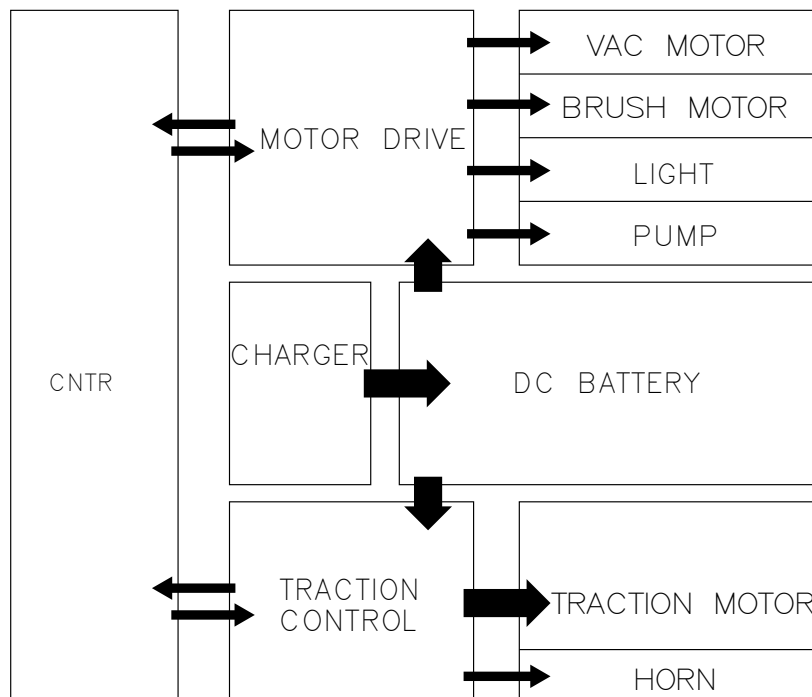 VAC MOTOR
BRUSH MOTOR
MOTOR DRIVE
LIGHT
PUMP
CHARGER
CNTR
DC BATTERY
TRACTION
CONTROL
TRACTION MOTOR
HORN